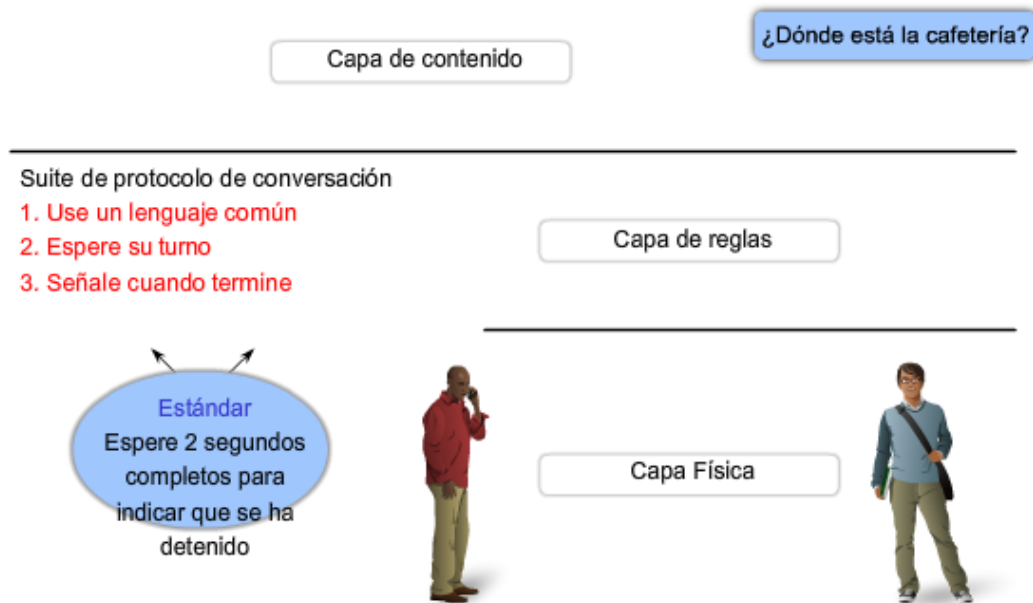 ¿Dónde está la cafetería?
Capa de contenido
Suite de protocolo de conversación
1. Use un lenguaje común
2. Espere su turno
3. Señale cuando termine
Capa de reglas
Estándar
Espere 2 segundos
completos para
indicar que se ha
detenido
Capa Física